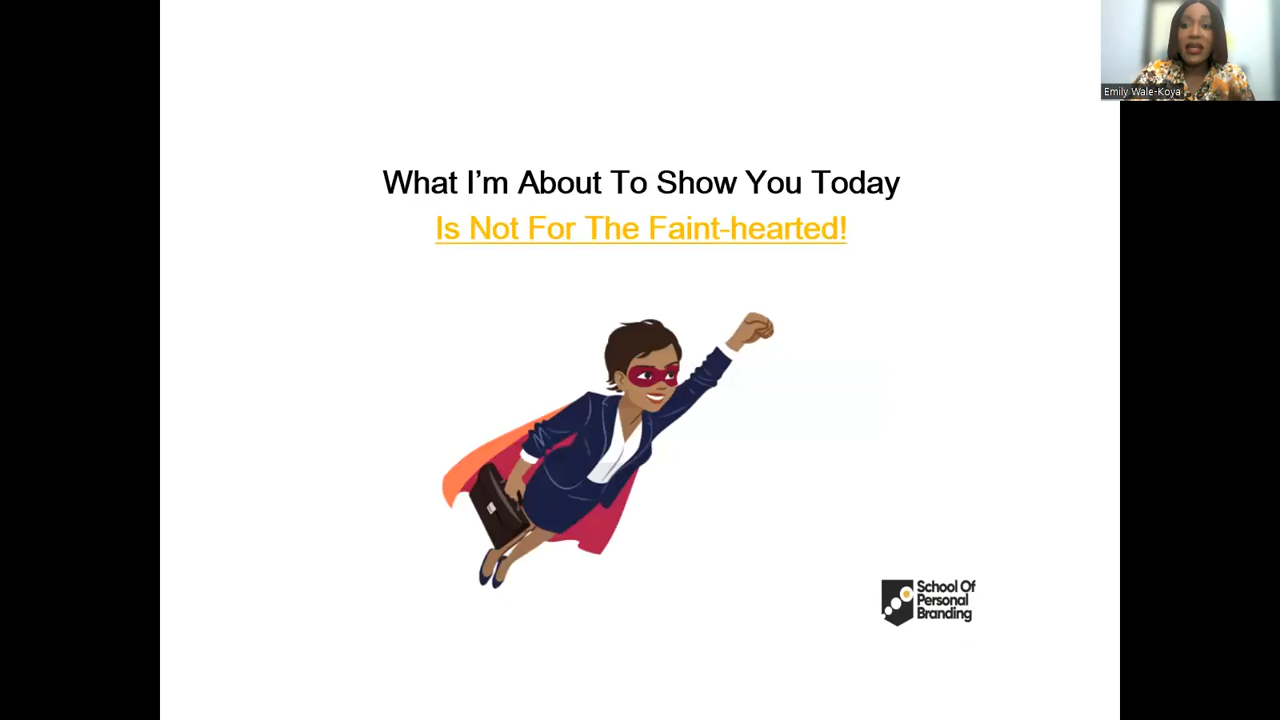 Emily Wale-Koya
What I'm About To Show You Today
Is Not For The Faint-hearted!
School Of
Personal
Branding